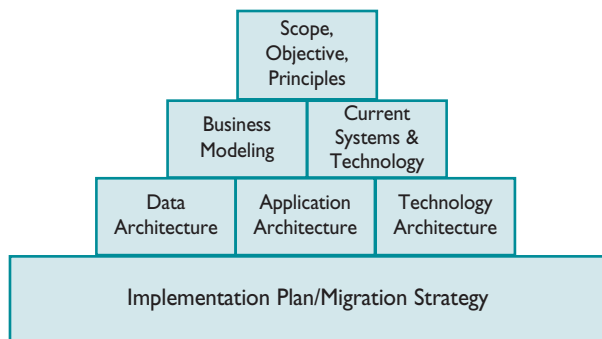 Scope,
Objective,
Principles
Business
Modeling
Current
Systems &
Technology
Data
Architecture
Application
Architecture
Technology
Architecture
Implementation Plan/Migration Strategy